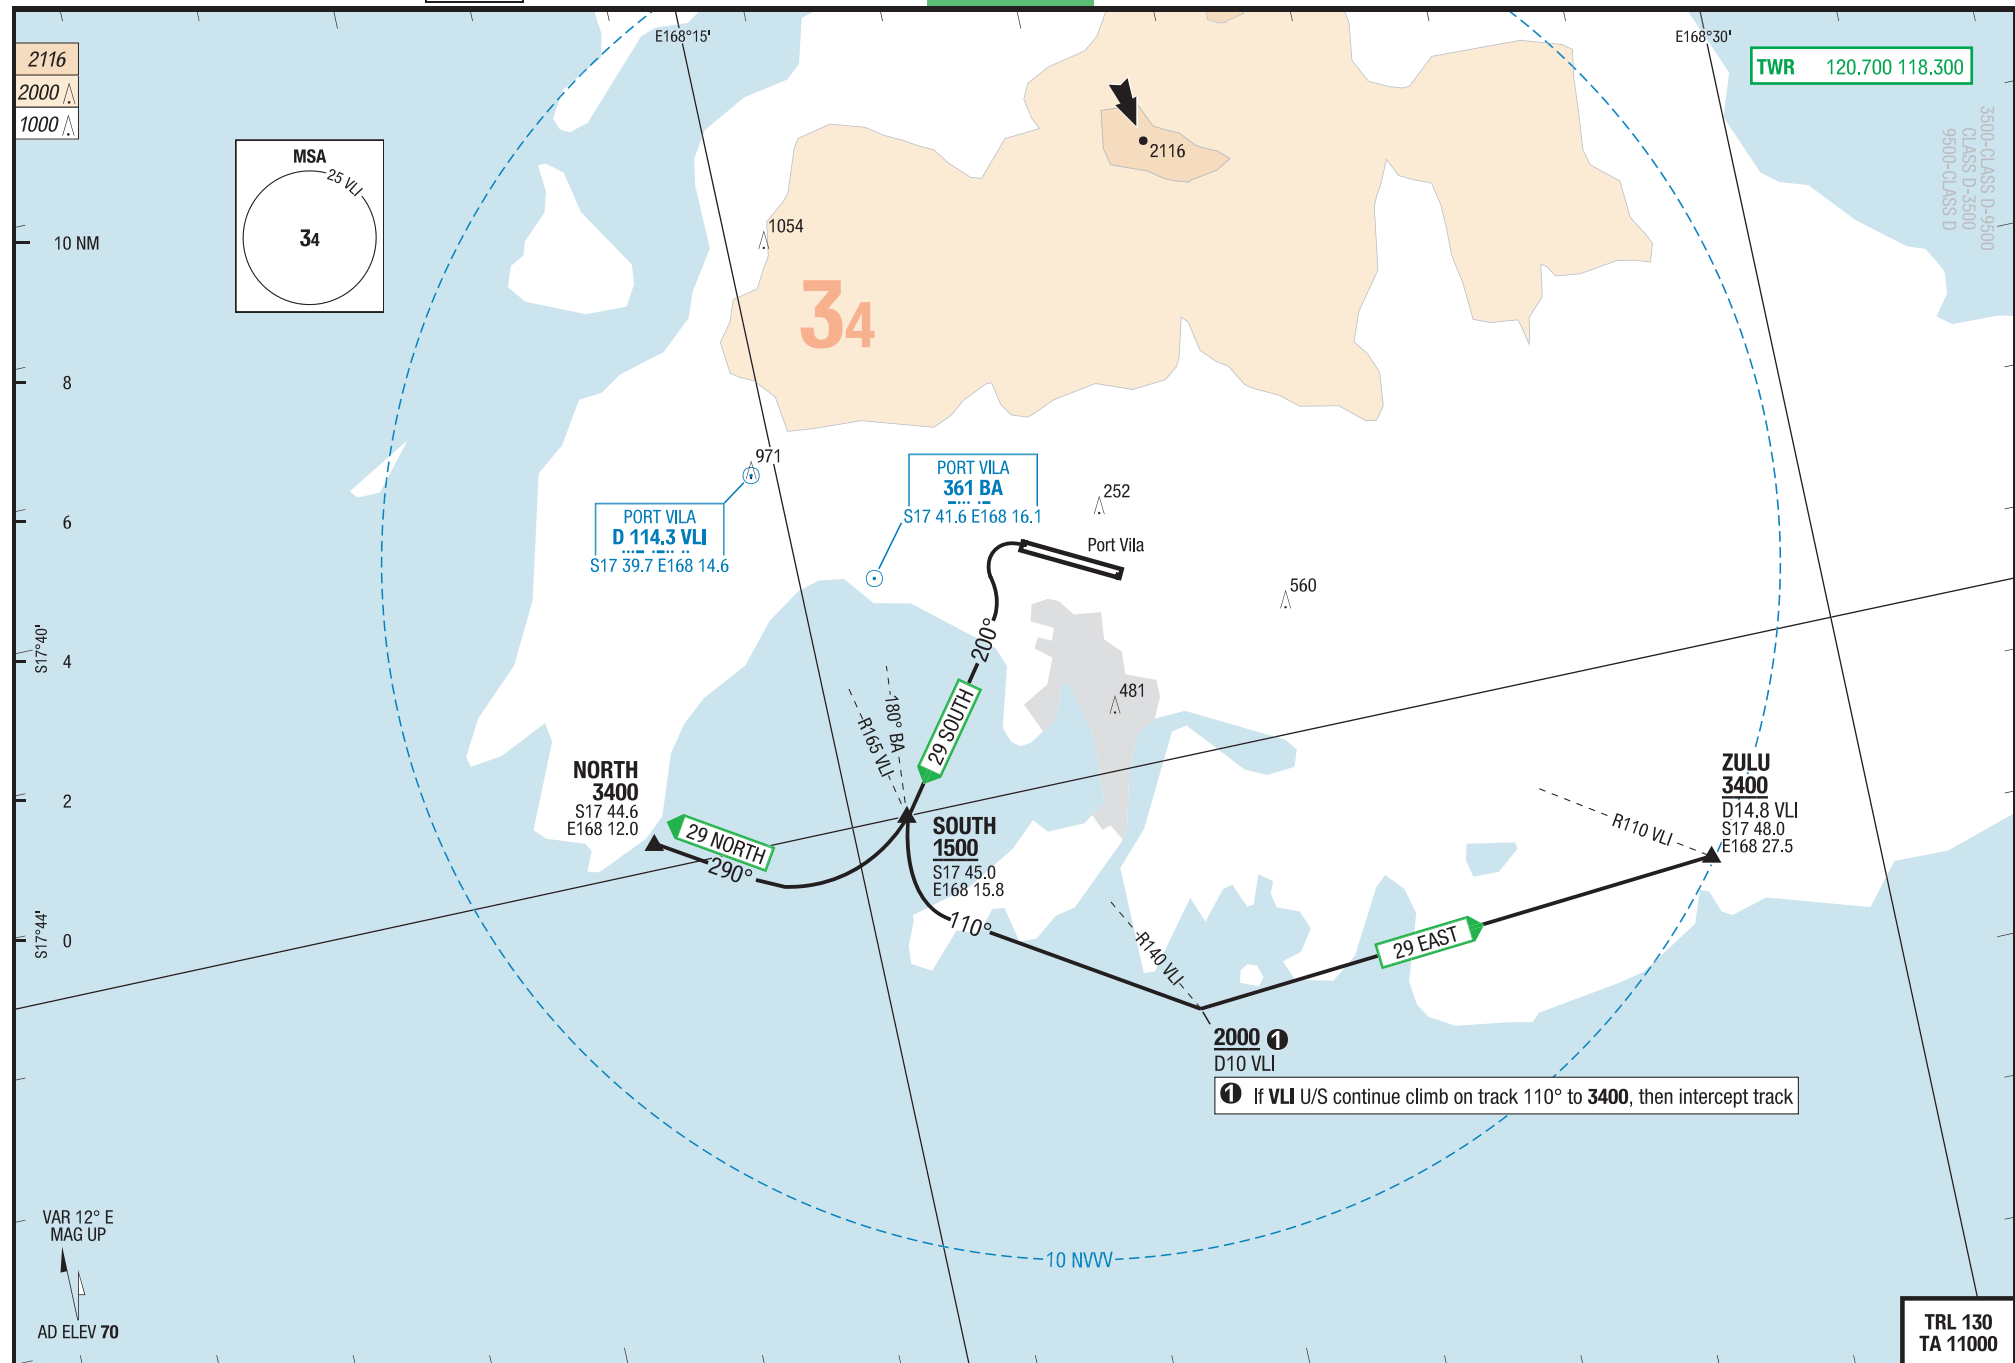 E168°15'
E168°30'
2116
2000
1000
TWR 120.700 118.300
3500-CLASS D-9500
CLASS D-3500
9500-CLASS D
MSA
25 VLI
34
2116
1054
10 NM
34
8
971
PORT VILA
361 BA
S17 41.6 E168 16.1
252
6
PORT VILA
D 114.3 VLI
S17 39.7 E168 14.6
Port Vila
560
S17°40'
4
200°
481
29 SOUTH
180° BA
R165 VLI
NORTH
3400
S17 44.6
E168 12.0
2
ZULU
3400
D14.8 VLI
S17 48.0
E168 27.5
R110 VLI
29 NORTH
290°
SOUTH
1500
S17 45.0
E168 15.8
110°
S17°44'
0
R140 VLI
29 EAST
2000 1
D10 VLI
1 If VLI U/S continue climb on track 110° to 3400, then intercept track
VAR 12° E
MAG UP
10 NVVV
AD ELEV 70
TRL 130
TA 11000